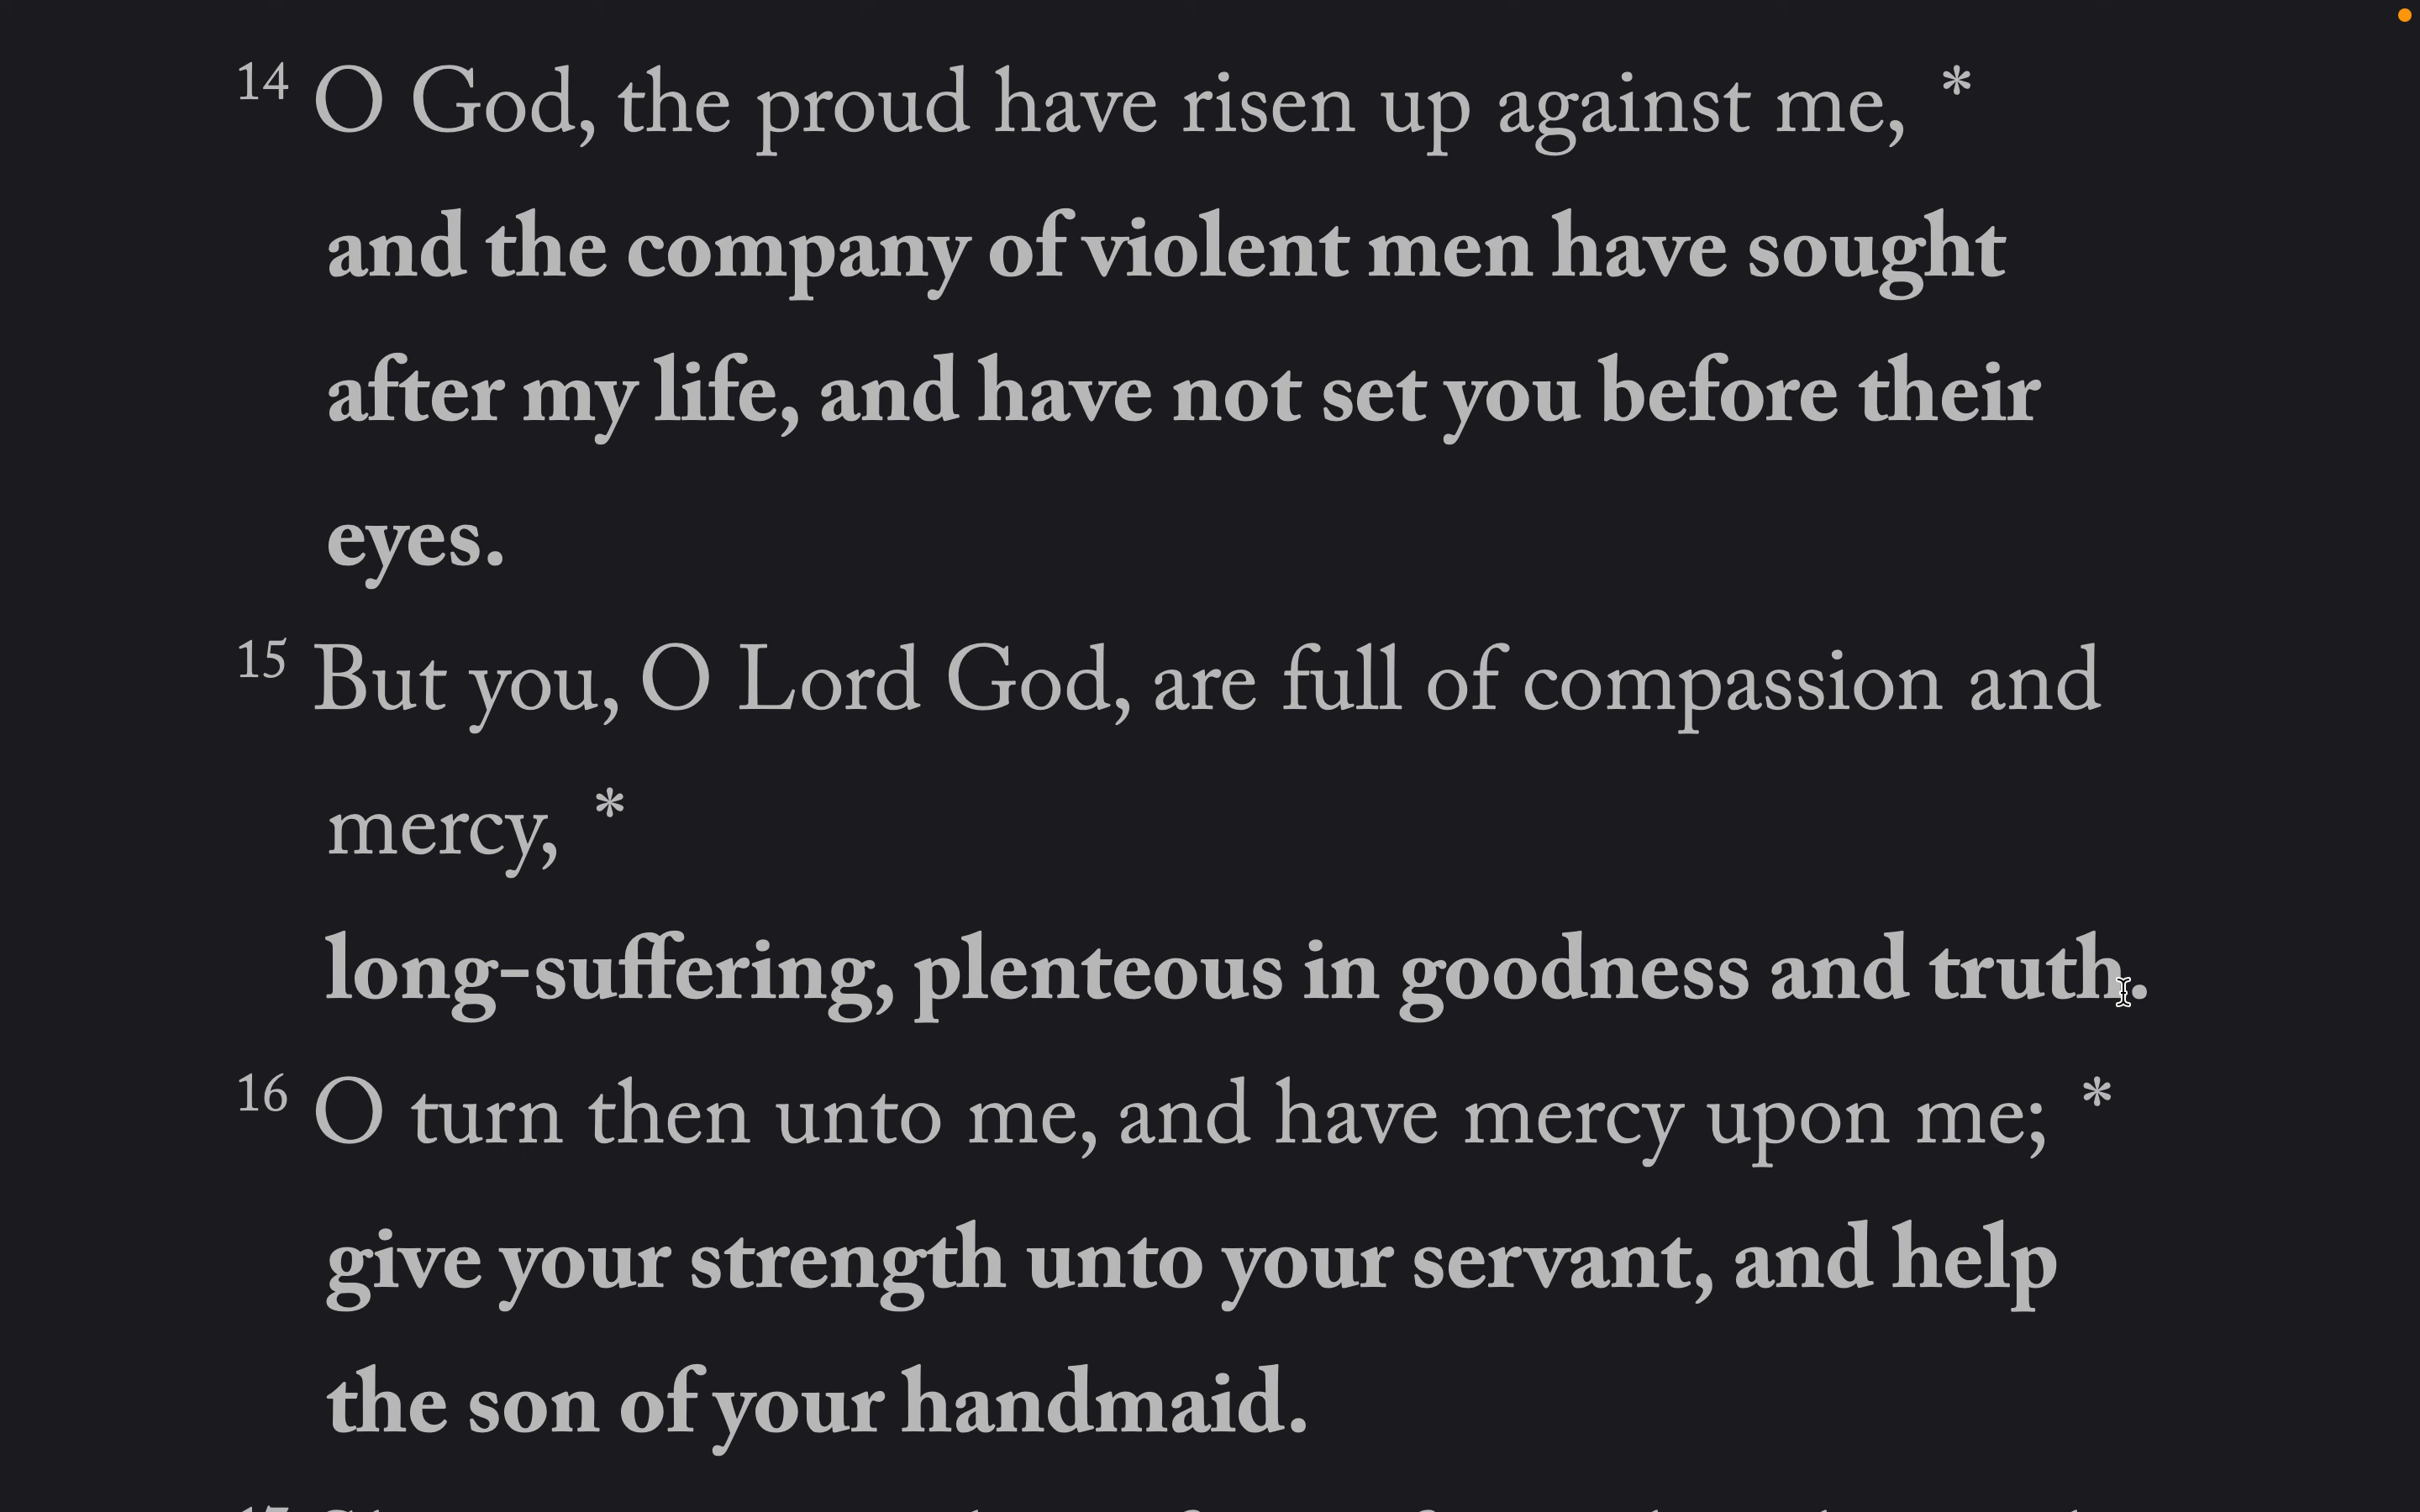 14 O God, the proud have risen up against me, *
and the company of violent men have sought
after my life, and have not set you before their
eyes.
15 But you, O Lord God, are full of compassion and
mercy, *
long-suffering, plenteous in goodness and truth.
16 O turn then unto me, and have mercy upon me; *
give your strength unto your servant, and help
the son of your handmaid.